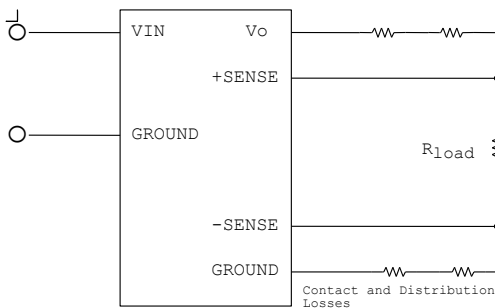 VIN Vo
+SENSE
GROUND
Rload
-SENSE
GROUND
Contact and Distribution
Losses